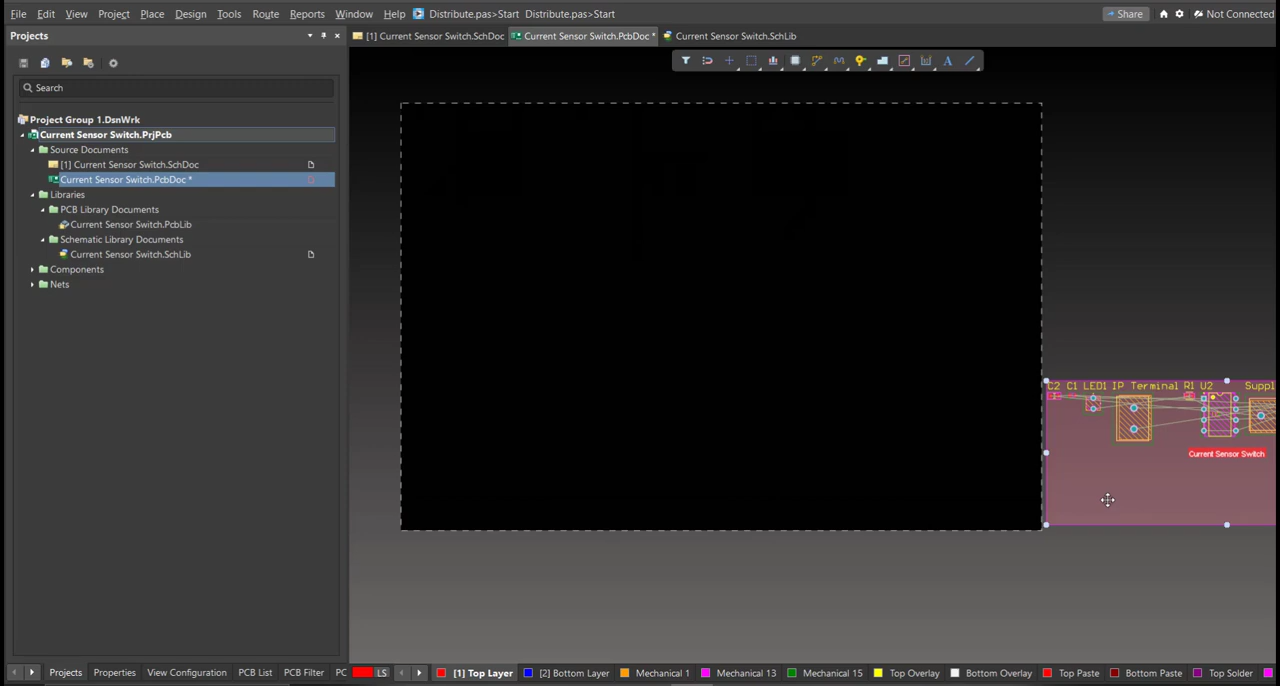 File Edit View Project Place Design Tools Route Reports Window Help Distribute.pas>Start Distribute.pas>Start Share Not Connected
Projects
[1] Current Sensor Switch.SchDoc Current Sensor Switch.PcbDoc * Current Sensor Switch.SchLib
Search
Project Group 1.DsnWrk
Current Sensor Switch.PrjPcb
Source Documents
[1] Current Sensor Switch.SchDoc
Current Sensor Switch.PcbDoc *
Libraries
PCB Library Documents
Current Sensor Switch.PcbLib
Schematic Library Documents
Current Sensor Switch.SchLib
Components
Nets
C2 C1 LED1 IP Terminal R1 U2 Suppl
Current Sensor Switch
Projects Properties View Configuration PCB List PCB Filter PC LS [1] Top Layer [2] Bottom Layer Mechanical 1 Mechanical 13 Mechanical 15 Top Overlay Bottom Overlay Top Paste Bottom Paste Top Solder